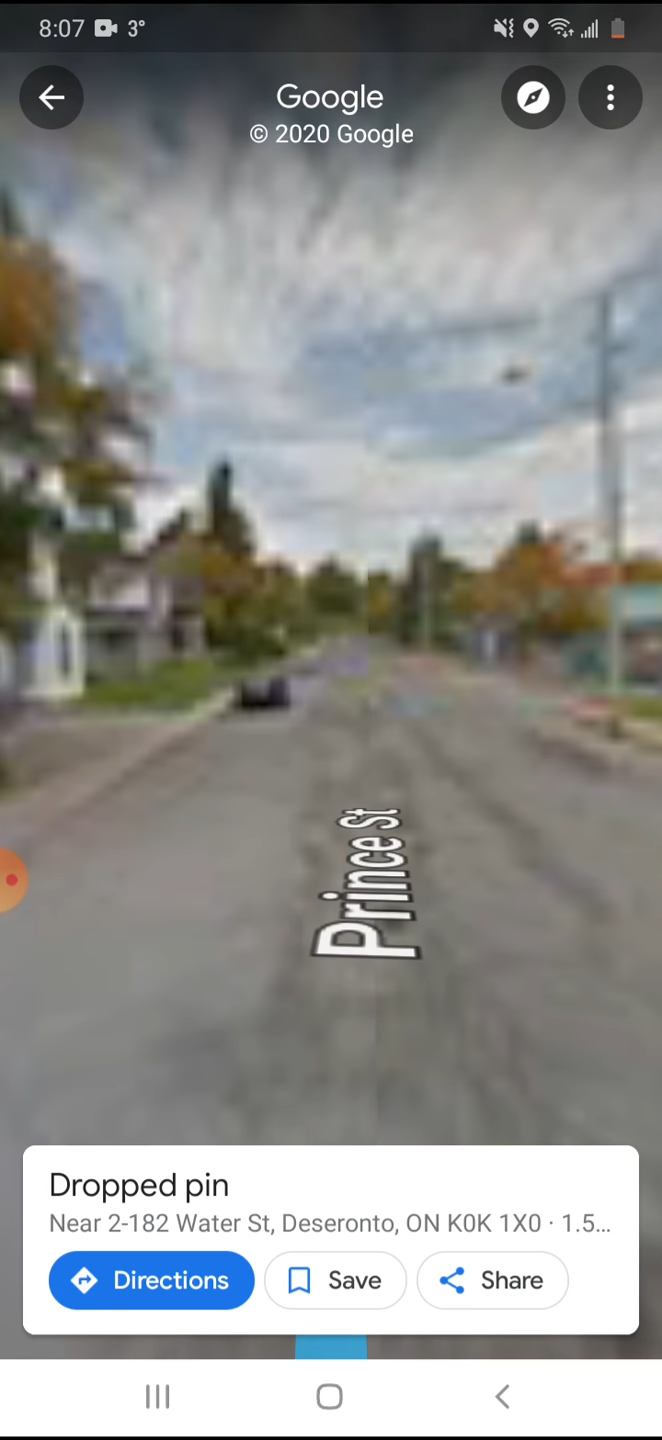 8:07 3°
Google
© 2020 Google
Prince St
Dropped pin
Near 2-182 Water St, Deseronto, ON K0K 1X0 · 1.5...
Directions Save Share